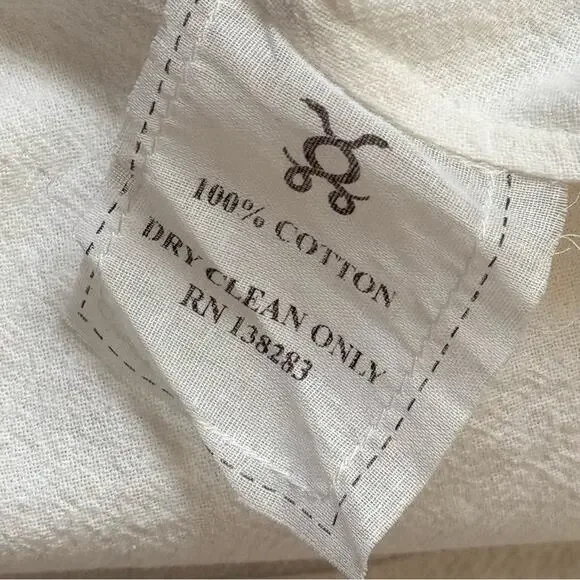 100% COTTON
DRY CLEAN ONLY
RN 138283